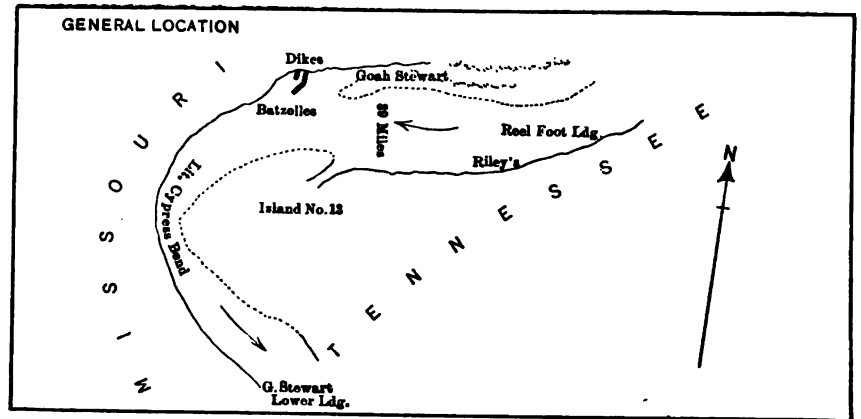 GENERAL LOCATION
Dikes
Goah Stewart
Batzelles
89 Miles
Reel Foot Ldg.
Riley's
N
Lit. Cypress Bend
Island No. 13
MISSOURI
TENNESSEE
G. Stewart
Lower Ldg.